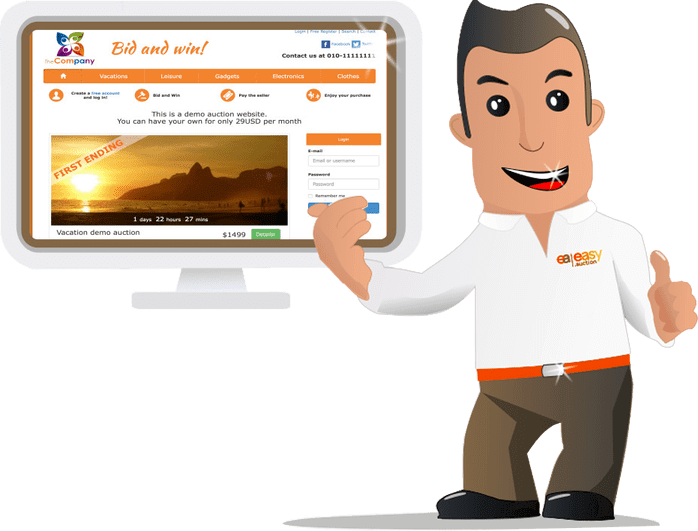 Login | Free Register | Search | Contact
theCompany
Bid and win!
Facebook
Contact us at 010-1111111
Vacations
Leisure
Gadgets
Electronics
Clothes
Create a free account
and log in!
Bid and Win
Pay the seller
Enjoy your purchase
This is a demo auction website.
You can have your own for only 29USD per month
FIRST ENDING
Login
E-mail
Email or username
Password
Password
Remember me
1 days 22 hours 27 mins
Vacation demo auction
$1499
Details
ea|easy
.auction